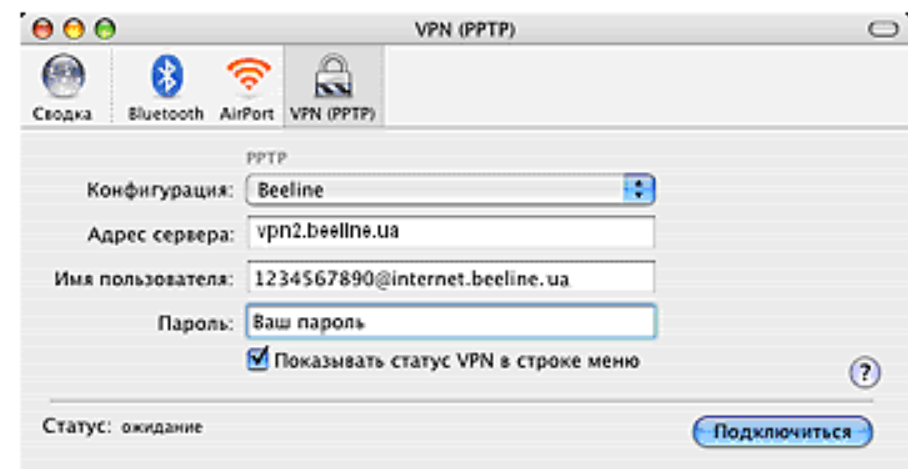 VPN (PPTP)
Сводка Bluetooth AirPort VPN (PPTP)
PPTP
Конфигурация: Beeline
Адрес сервера: vpn2.beeline.ua
Имя пользователя: 1234567890@internet.beeline.ua
Пароль: Ваш пароль
Показывать статус VPN в строке меню
?
Статус: ожидание
Подключиться